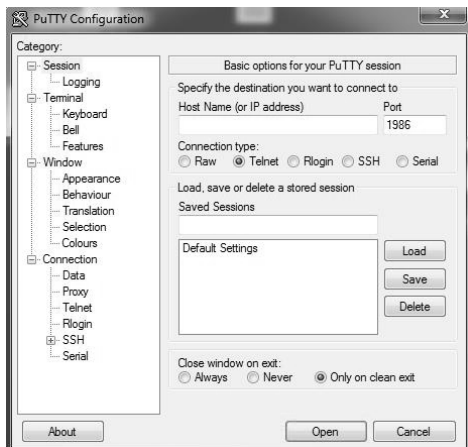 PuTTY Configuration
Category:
Session
Logging
Terminal
Keyboard
Bell
Features
Window
Appearance
Behaviour
Translation
Selection
Colours
Connection
Data
Proxy
Telnet
Rlogin
SSH
Serial
Basic options for your PuTTY session
Specify the destination you want to connect to
Host Name (or IP address) Port
1986
Connection type:
Raw Telnet Rlogin SSH Serial
Load, save or delete a stored session
Saved Sessions
Default Settings
Load
Save
Delete
Close window on exit:
Always Never Only on clean exit
About Open Cancel